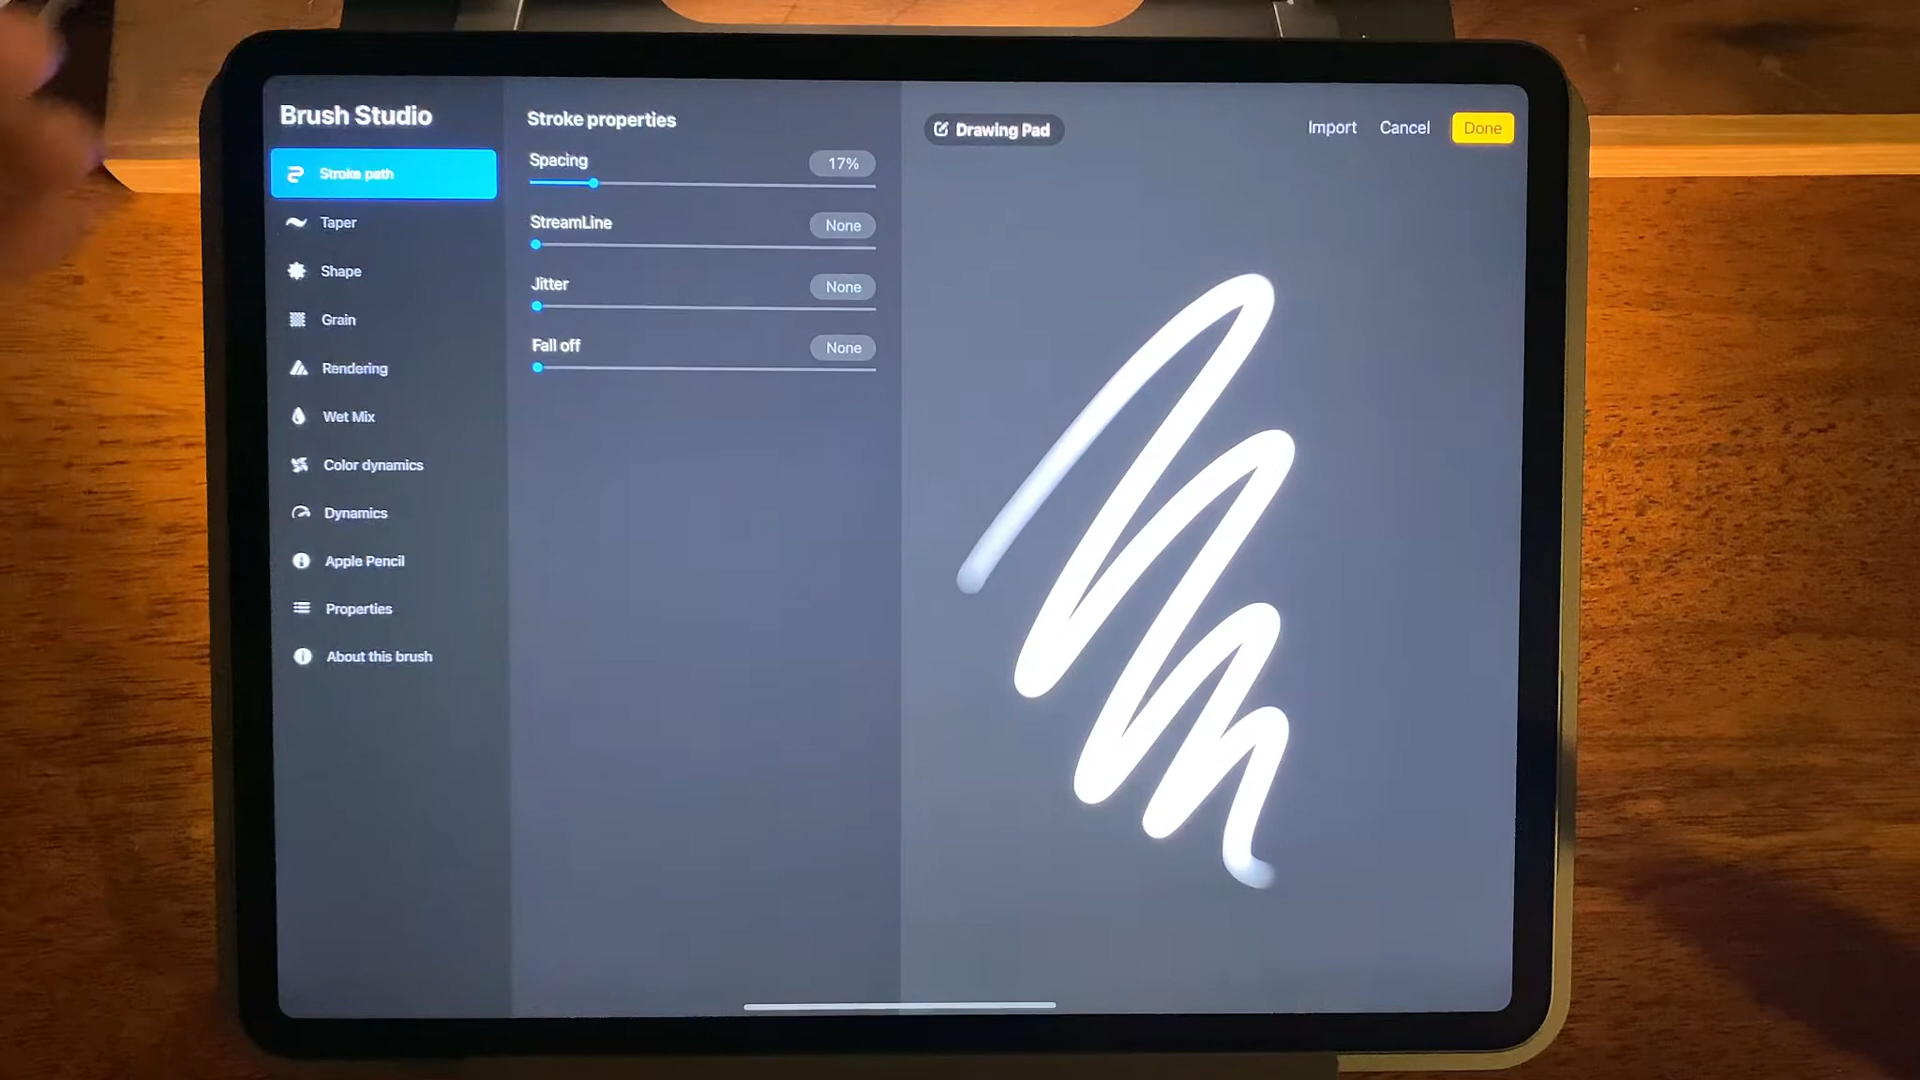 Brush Studio
Stroke path
Taper
Shape
Grain
Rendering
Wet Mix
Color dynamics
Dynamics
Apple Pencil
Properties
About this brush
Stroke properties
Spacing 17%
StreamLine None
Jitter None
Fall off None
Drawing Pad
Import Cancel Done